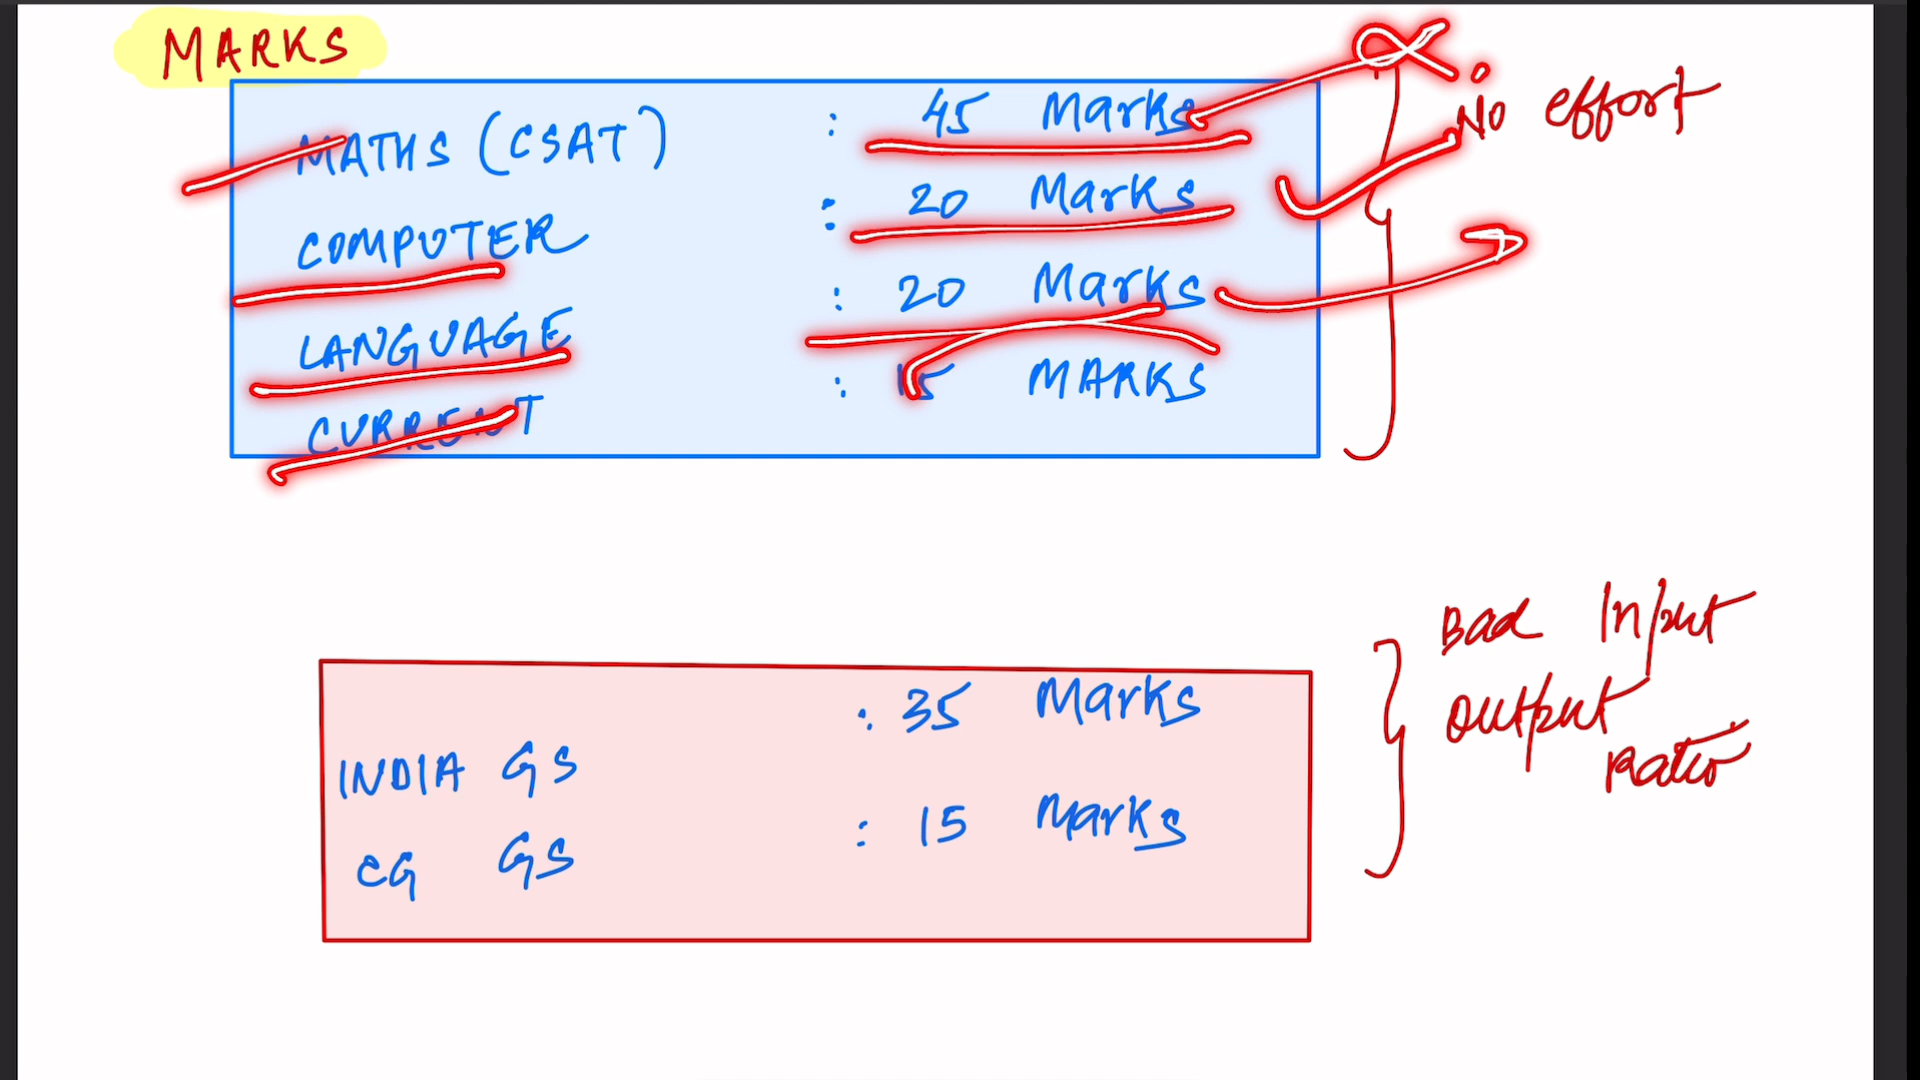 MARKS
MATHS (CSAT) : 45 Marks
COMPUTER : 20 Marks
LANGUAGE : 20 Marks
CURRENT : 15 MARKS
No effort
: 35 Marks
INDIA GS
: 15 Marks
CG GS
Bad Input
output
Ratio